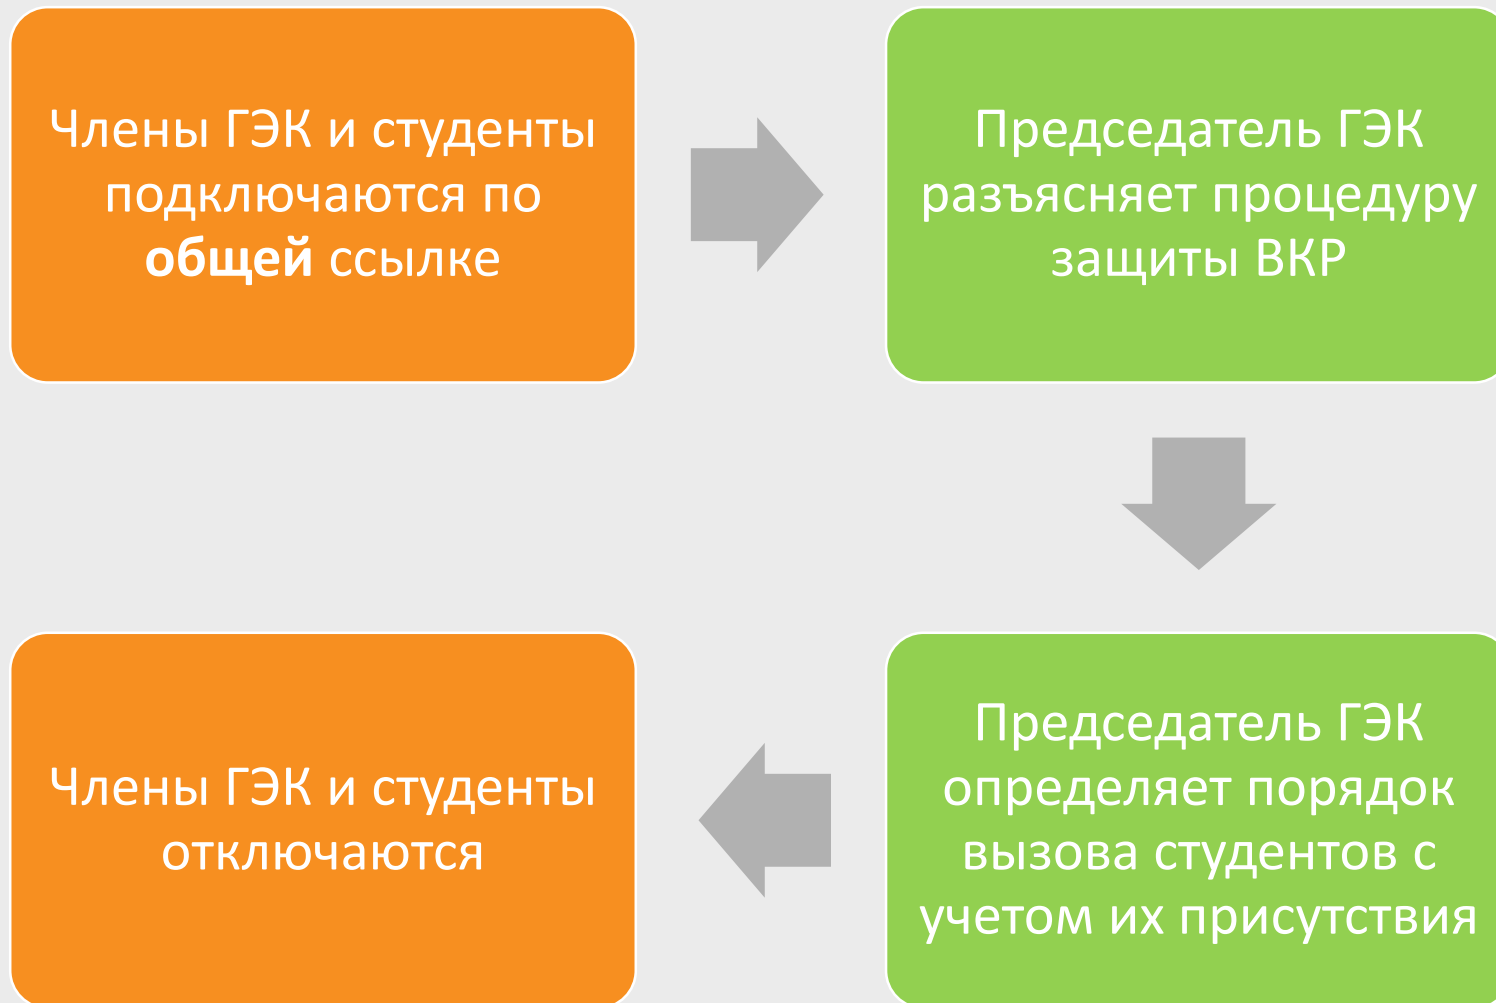 Члены ГЭК и студенты
подключаются по
общей ссылке
Председатель ГЭК
разъясняет процедуру
защиты ВКР
Председатель ГЭК
определяет порядок
вызова студентов с
учетом их присутствия
Члены ГЭК и студенты
отключаются